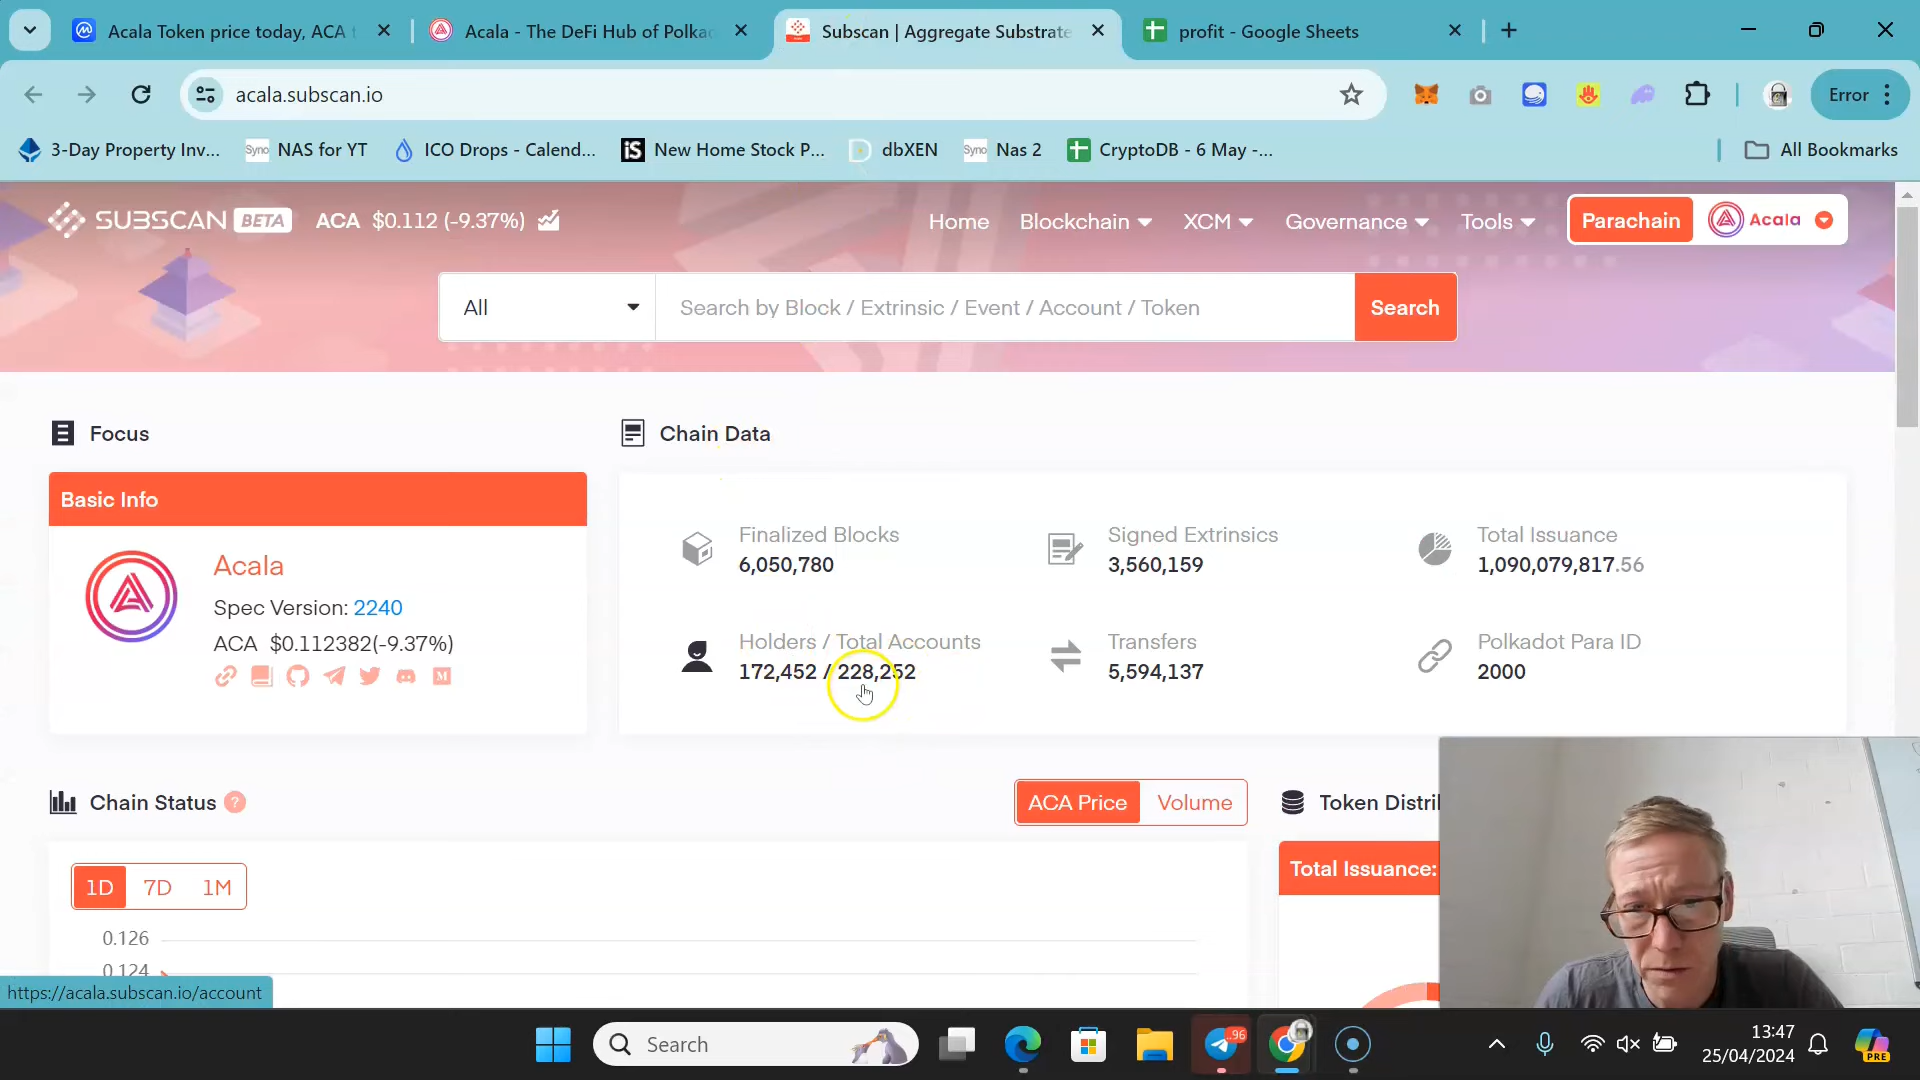 Acala Token price today, ACA t
Acala - The DeFi Hub of Polka
Subscan | Aggregate Substrate
profit - Google Sheets
acala.subscan.io
Error
3-Day Property Inv...
Syno
NAS for YT
ICO Drops - Calend...
iS
New Home Stock P...
dbXEN
Syno
Nas 2
CryptoDB - 6 May -...
All Bookmarks
SUBSCAN BETA
ACA $0.112 (-9.37%)
Home
Blockchain
XCM
Governance
Tools
Parachain
Acala
All
Search by Block / Extrinsic / Event / Account / Token
Search
Focus
Chain Data
Basic Info
Acala
Spec Version: 2240
ACA $0.112382(-9.37%)
Finalized Blocks
6,050,780
Signed Extrinsics
3,560,159
Total Issuance
1,090,079,817.56
Holders / Total Accounts
172,452 / 228,252
Transfers
5,594,137
Polkadot Para ID
2000
Chain Status ?
ACA Price
Volume
Token Distri
1D
7D
1M
Total Issuance:
0.126
0.124
https://acala.subscan.io/account
Search
..96
13:47
25/04/2024
PRE